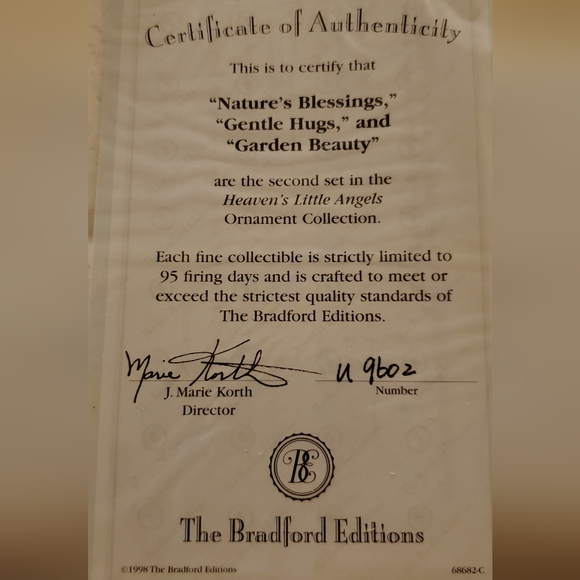 Certificate of Authenticity
This is to certify that
“Nature's Blessings,”
“Gentle Hugs,” and
“Garden Beauty”
are the second set in the
Heaven's Little Angels
Ornament Collection.
Each fine collectible is strictly limited to
95 firing days and is crafted to meet or
exceed the strictest quality standards of
The Bradford Editions.
Marie Korth U 9602
J. Marie Korth Number
Director
BE
The Bradford Editions
©1998 The Bradford Editions 68682-C